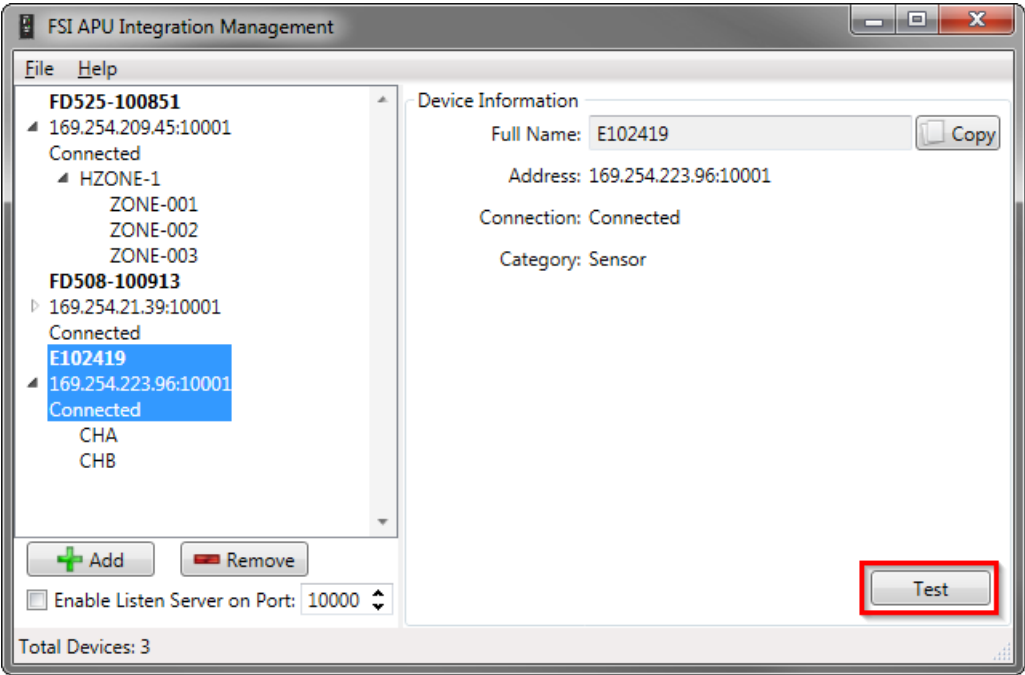 FSI APU Integration Management
File Help
FD525-100851
169.254.209.45:10001
Connected
HZONE-1
ZONE-001
ZONE-002
ZONE-003
FD508-100913
169.254.21.39:10001
Connected
E102419
169.254.223.96:10001
Connected
CHA
CHB
Add Remove
Enable Listen Server on Port: 10000
Device Information
Full Name: E102419 Copy
Address: 169.254.223.96:10001
Connection: Connected
Category: Sensor
Test
Total Devices: 3